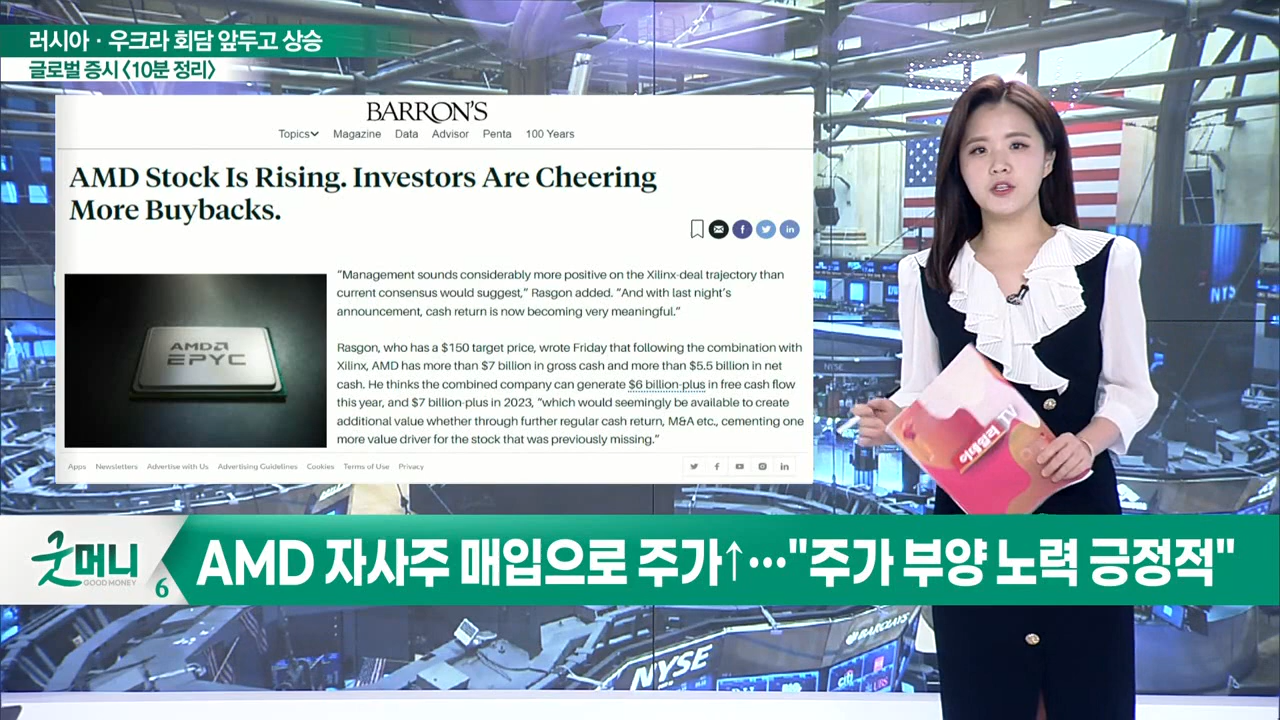 러시아 · 우크라 회담 앞두고 상승
글로벌 증시 <10분 정리>
BARRON'S
Topics Magazine Data Advisor Penta 100 Years
AMD Stock Is Rising. Investors Are Cheering
More Buybacks.
"Management sounds considerably more positive on the Xilinx-deal trajectory than
current consensus would suggest," Rasgon added. "And with last night's
announcement, cash return is now becoming very meaningful."
Rasgon, who has a $150 target price, wrote Friday that following the combination with
Xilinx, AMD has more than $7 billion in gross cash and more than $5.5 billion in net
cash. He thinks the combined company can generate $6 billion-plus in free cash flow
this year, and $7 billion-plus in 2023, "which would seemingly be available to create
additional value whether through further regular cash return, M&A etc., cementing one
more value driver for the stock that was previously missing."
AMD
EPYC
Apps Newsletters Advertise with Us Advertising Guidelines Cookies Terms of Use Privacy
이데일리 TV
NYS
굿머니
GOOD MONEY
6
AMD 자사주 매입으로 주가↑…"주가 부양 노력 긍정적"
BARCLAYS
NYSE
citi
UBS